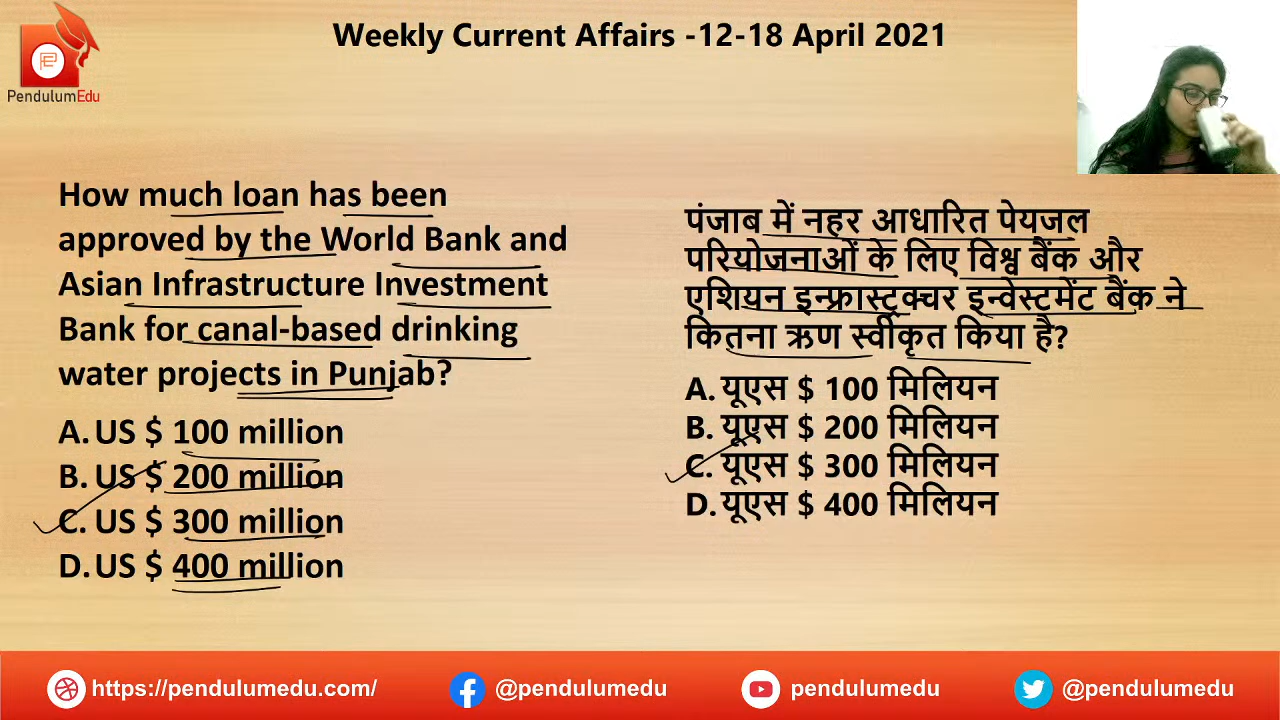 Weekly Current Affairs -12-18 April 2021
PE
PendulumEdu
How much loan has been
approved by the World Bank and
Asian Infrastructure Investment
Bank for canal-based drinking
water projects in Punjab?
A. US $ 100 million
B. US $ 200 million
C. US $ 300 million
D. US $ 400 million
पंजाब में नहर आधारित पेयजल
परियोजनाओं के लिए विश्व बैंक और
एशियन इन्फ्रास्ट्रक्चर इन्वेस्टमेंट बैंक ने
कितना ऋण स्वीकृत किया है?
A. यूएस $ 100 मिलियन
B. यूएस $ 200 मिलियन
C. यूएस $ 300 मिलियन
D. यूएस $ 400 मिलियन
https://pendulumedu.com/
@pendulumedu
pendulumedu
@pendulumedu